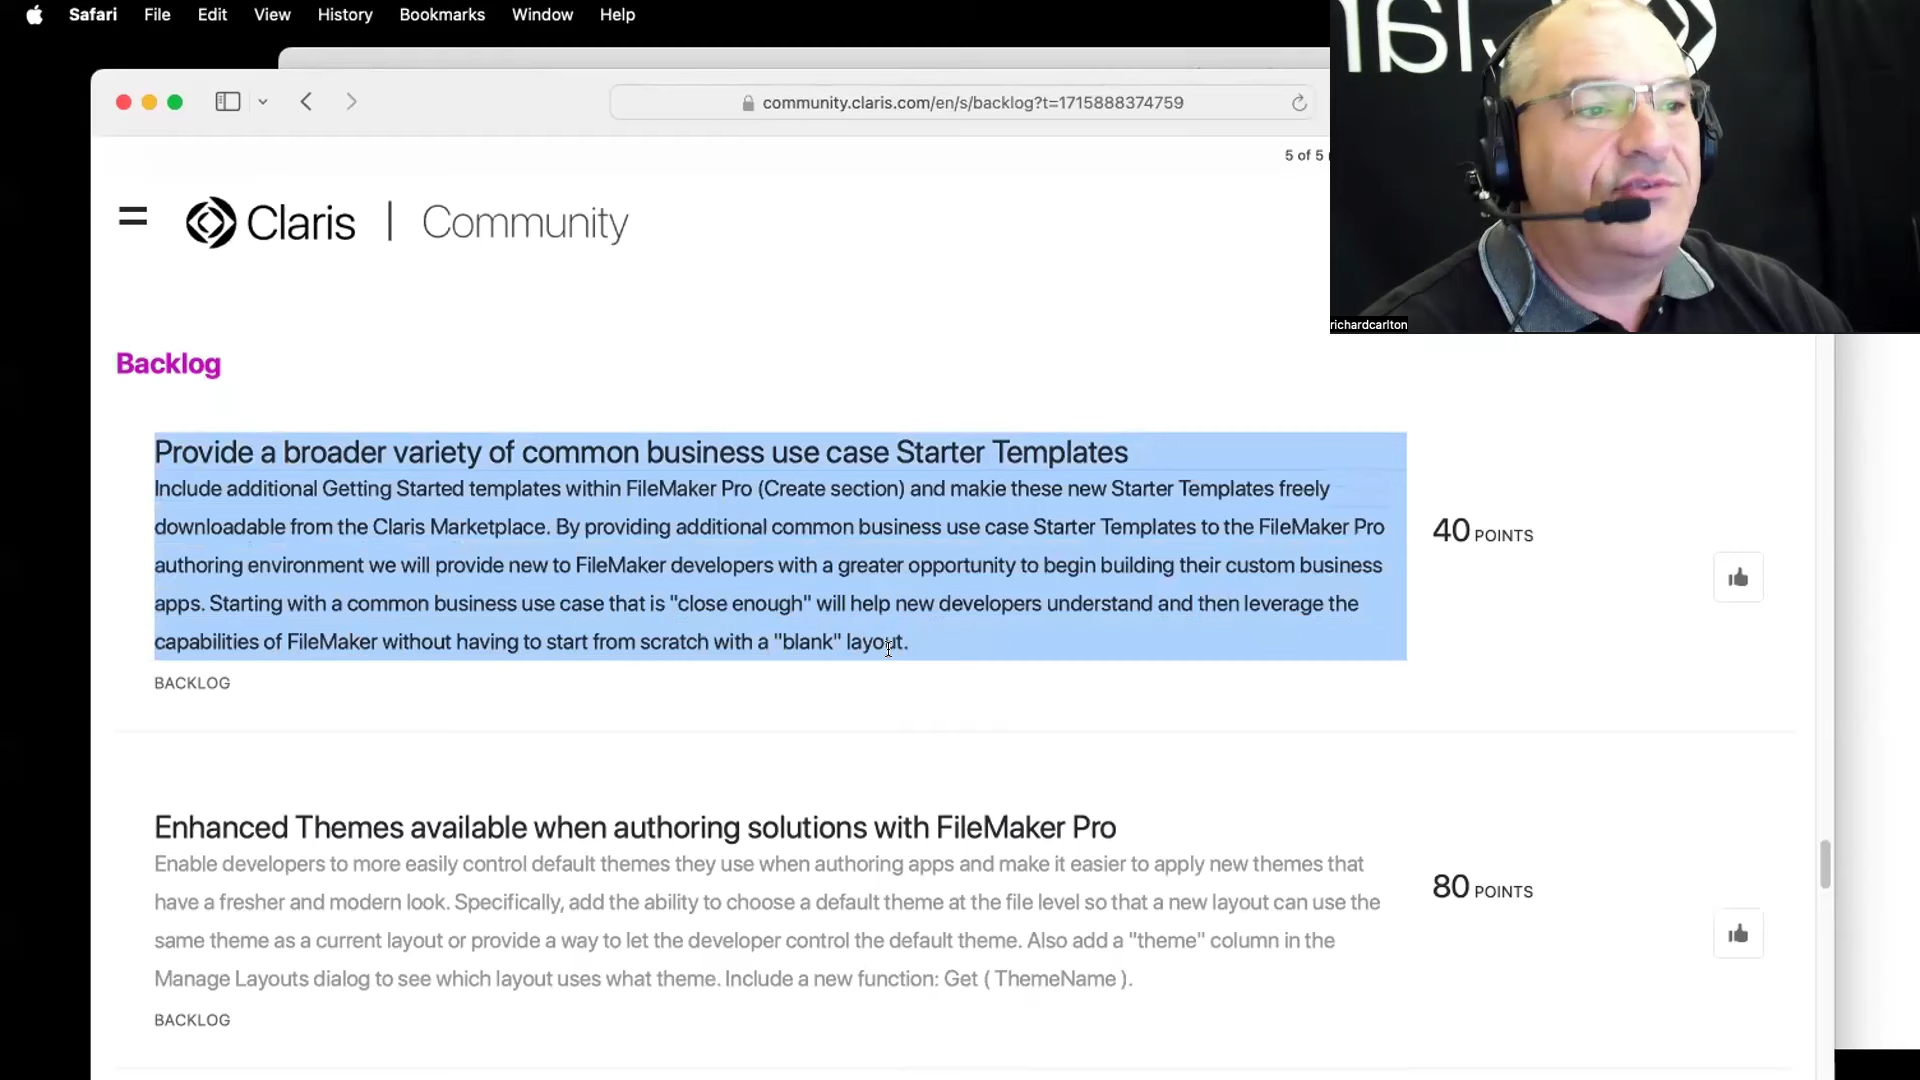 Safari File Edit View History Bookmarks Window Help
community.claris.com/en/s/backlog?t=1715888374759
5 of 5
Claris | Community
Claris
richardcarlton
Backlog
Provide a broader variety of common business use case Starter Templates
Include additional Getting Started templates within FileMaker Pro (Create section) and makie these new Starter Templates freely
downloadable from the Claris Marketplace. By providing additional common business use case Starter Templates to the FileMaker Pro
authoring environment we will provide new to FileMaker developers with a greater opportunity to begin building their custom business
apps. Starting with a common business use case that is "close enough" will help new developers understand and then leverage the
capabilities of FileMaker without having to start from scratch with a "blank" layout.
40 POINTS
BACKLOG
Enhanced Themes available when authoring solutions with FileMaker Pro
Enable developers to more easily control default themes they use when authoring apps and make it easier to apply new themes that
have a fresher and modern look. Specifically, add the ability to choose a default theme at the file level so that a new layout can use the
same theme as a current layout or provide a way to let the developer control the default theme. Also add a "theme" column in the
Manage Layouts dialog to see which layout uses what theme. Include a new function: Get ( ThemeName ).
80 POINTS
BACKLOG